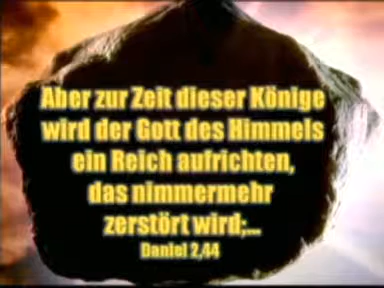 Aber zur Zeit dieser Könige
wird der Gott des Himmels
ein Reich aufrichten,
das nimmermehr
zerstört wird;...
Daniel 2,44